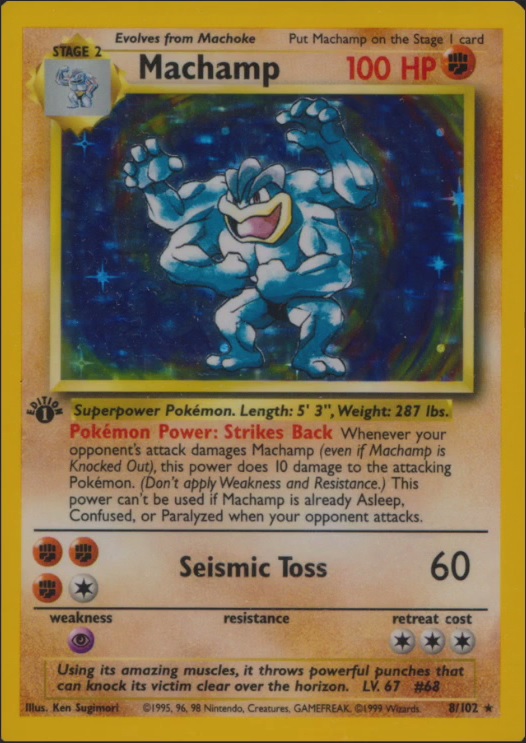 Evolves from Machoke Put Machamp on the Stage 1 card
STAGE 2
Machamp 100 HP
EDITION
1
Superpower Pokémon. Length: 5' 3", Weight: 287 lbs.
Pokémon Power: Strikes Back Whenever your
opponent's attack damages Machamp (even if Machamp is
Knocked Out), this power does 10 damage to the attacking
Pokémon. (Don't apply Weakness and Resistance.) This
power can't be used if Machamp is already Asleep,
Confused, or Paralyzed when your opponent attacks.
Seismic Toss 60
weakness resistance retreat cost
Using its amazing muscles, it throws powerful punches that
can knock its victim clear over the horizon. LV. 67 #68
Illus. Ken Sugimori ©1995, 96, 98 Nintendo, Creatures, GAMEFREAK. ©1999 Wizards. 8/102 ★